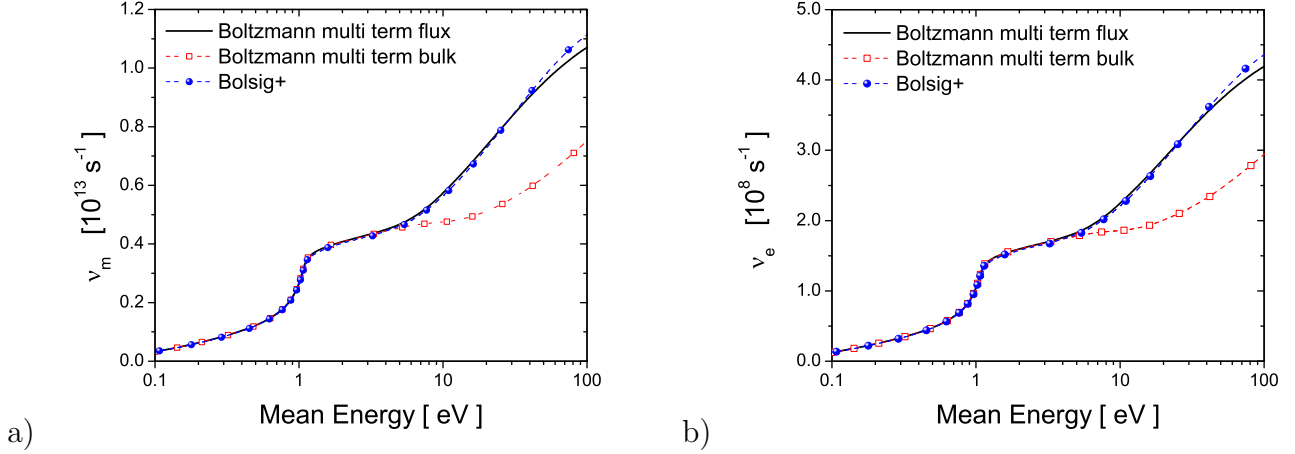 Boltzmann multi term flux
Boltzmann multi term bulk
Bolsig+
ν_m [10^13 s^-1]
1.2
1.0
0.8
0.6
0.4
0.2
0.0
0.1
1
10
100
Mean Energy [ eV ]
a)
Boltzmann multi term flux
Boltzmann multi term bulk
Bolsig+
ν_e [10^8 s^-1]
5.0
4.0
3.0
2.0
1.0
0.0
0.1
1
10
100
Mean Energy [ eV ]
b)